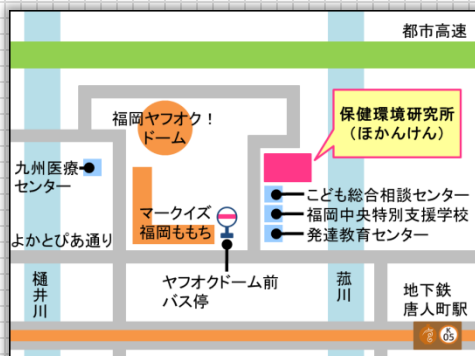 都市高速
福岡ヤフオク！
ドーム
保健環境研究所
（ほかんけん）
九州医療
センター
こども総合相談センター
福岡中央特別支援学校
発達教育センター
マークイズ
福岡ももち
よかとぴあ通り
ヤフオクドーム前
バス停
樋井川
菰川
地下鉄
唐人町駅
K
05